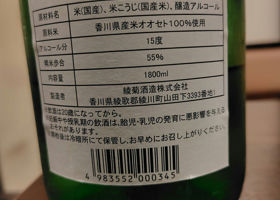 原材料名 米(国産)、米こうじ(国産米)、醸造アルコール
原料米 香川県産米オオセト100%使用
アルコール分 15度
精米歩合 55%
内容量 1800ml
綾菊酒造株式会社
香川県綾歌郡綾川町山田下3393番地
飲酒は20歳になってから。
妊娠中や授乳期の飲酒は、胎児・乳児の発育に悪影響を与える
おそれがあります。
開栓後は冷暗所にて保管し、お早めにお召し上がりください。
4 983552 000345